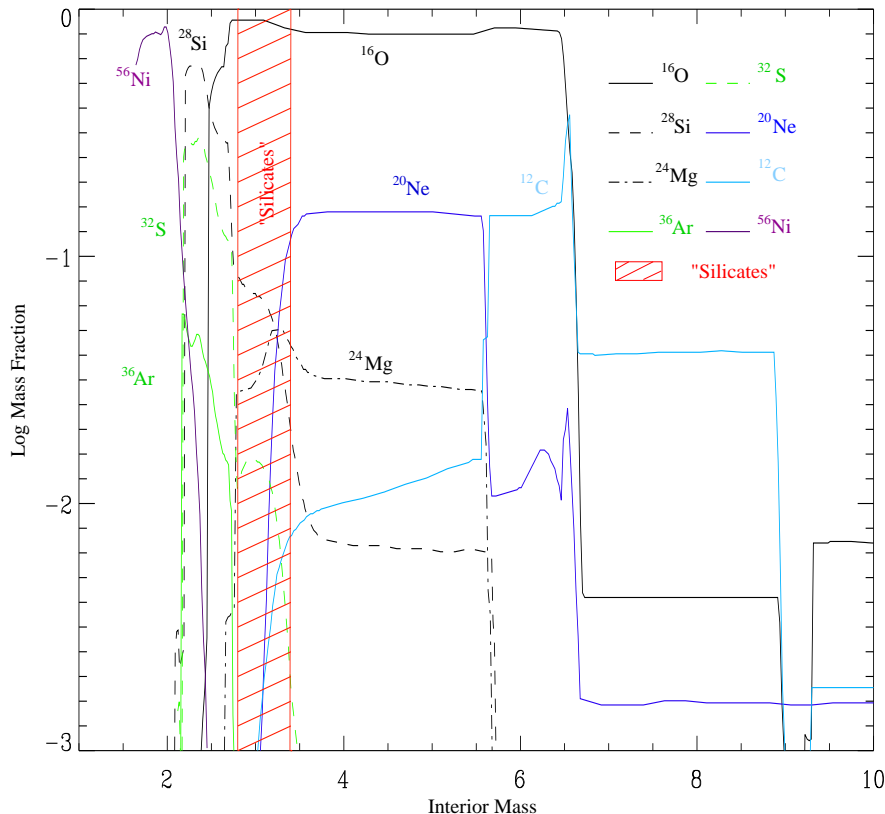 0
-1
-2
-3
2
4
6
8
10
Log Mass Fraction
Interior Mass
²⁸Si
⁵⁶Ni
¹⁶O
"Silicates"
²⁰Ne
¹²C
³²S
³⁶Ar
²⁴Mg
¹⁶O
³²S
²⁸Si
²⁰Ne
²⁴Mg
¹²C
³⁶Ar
⁵⁶Ni
"Silicates"